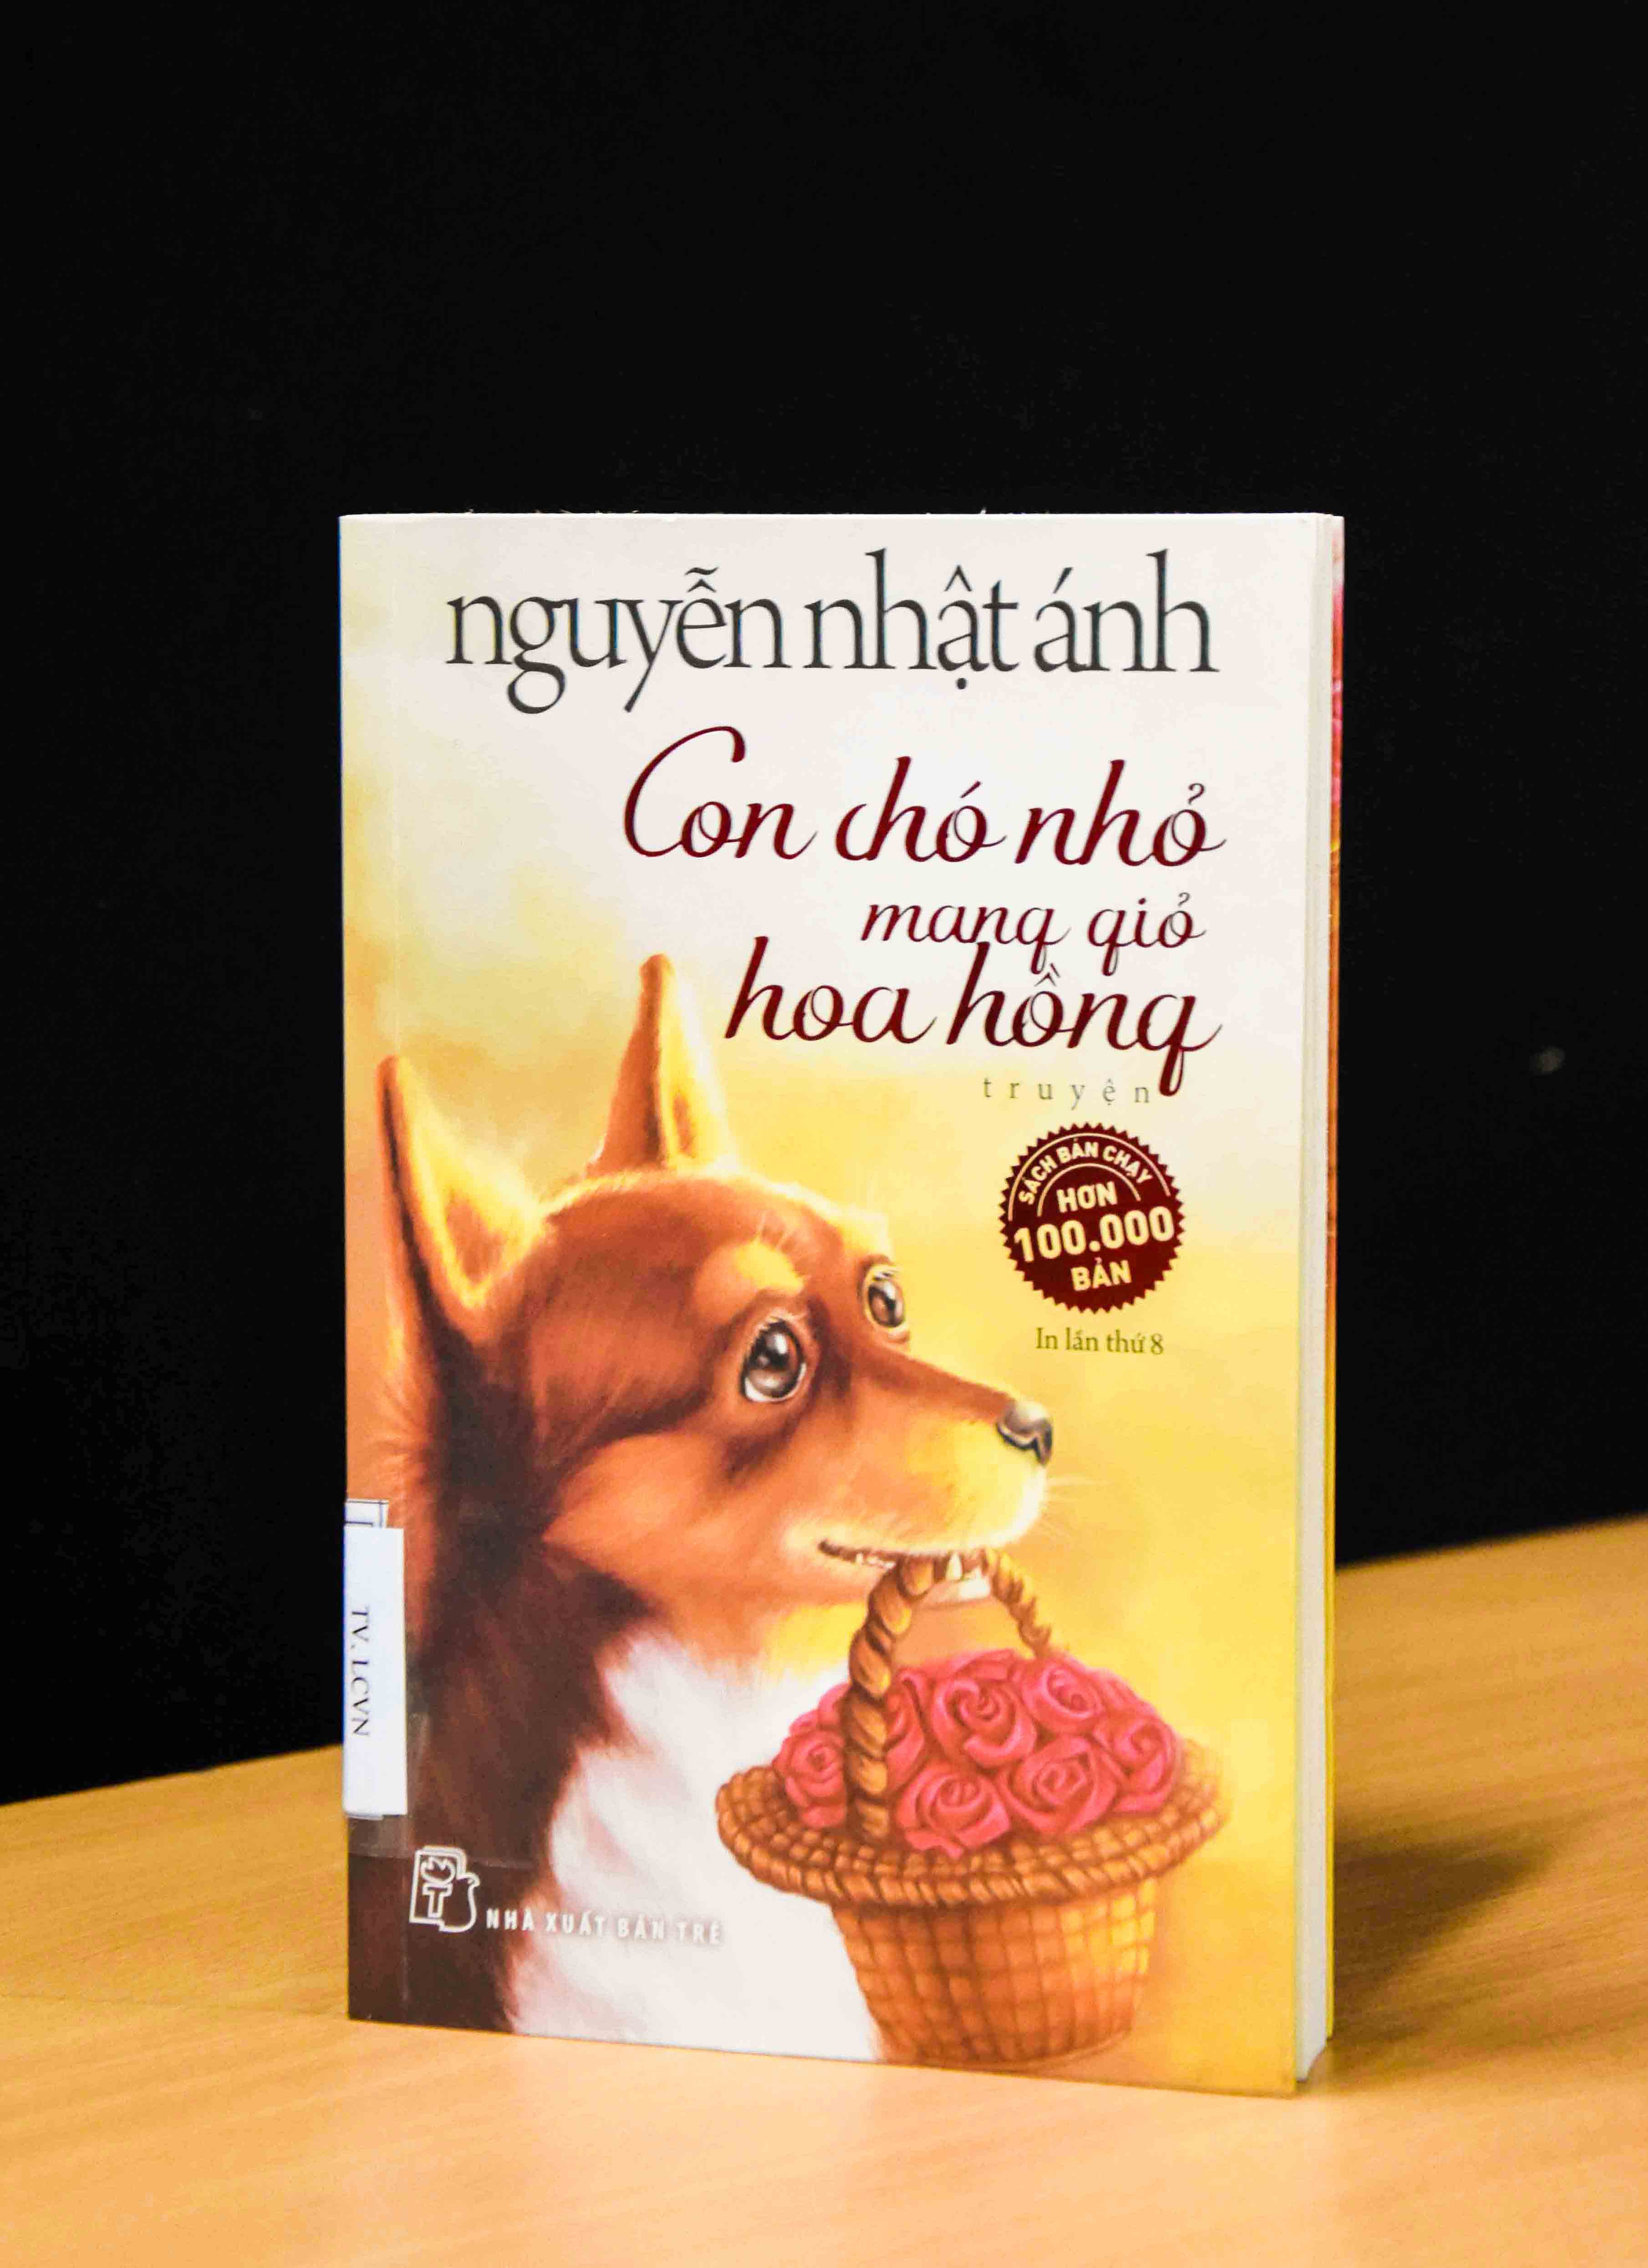 nguyễn nhật ánh
Con chó nhỏ
mang giỏ
hoa hồng
truyện
SÁCH BÁN CHẠY
HƠN
100.000
BẢN
In lần thứ 8
TV. LCVN
T
NHÀ XUẤT BẢN TRẺ